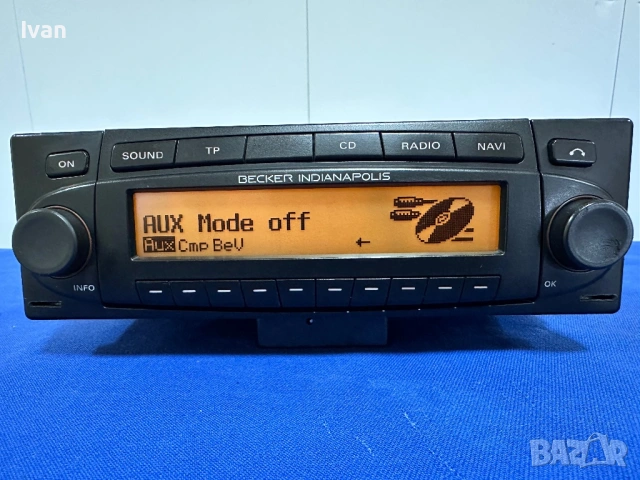 Ivan
ON SOUND TP CD RADIO NAVI
BECKER INDIANAPOLIS
AUX Mode off
Aux Cmp BeV
INFO OK
BAZAR